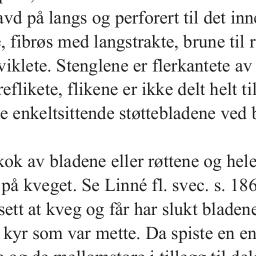 avd på langs og perforert til det inne
, fibrøs med langstrakte, brune til r
viklete. Stenglene er flerkantete av
reflikete, flikene er ikke delt helt til
e enkeltsittende støttebladene ved b
kok av bladene eller røttene og hele
på kveget. Se Linné fl. svec. s. 186
sett at kveg og får har slukt bladene
kyr som var mette. Da spiste en en